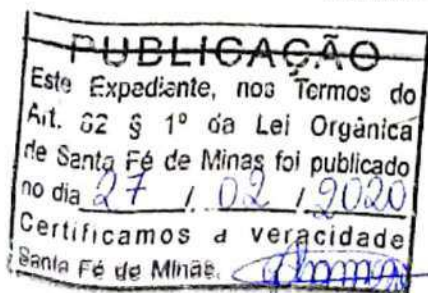 PUBLICAÇÃO
Este Expediente, nos Termos do
Art. 82 § 1º da Lei Orgânica
de Santa Fé de Minas foi publicado
no dia 27 / 02 / 2020
Certificamos a veracidade
Santa Fé de Minas,